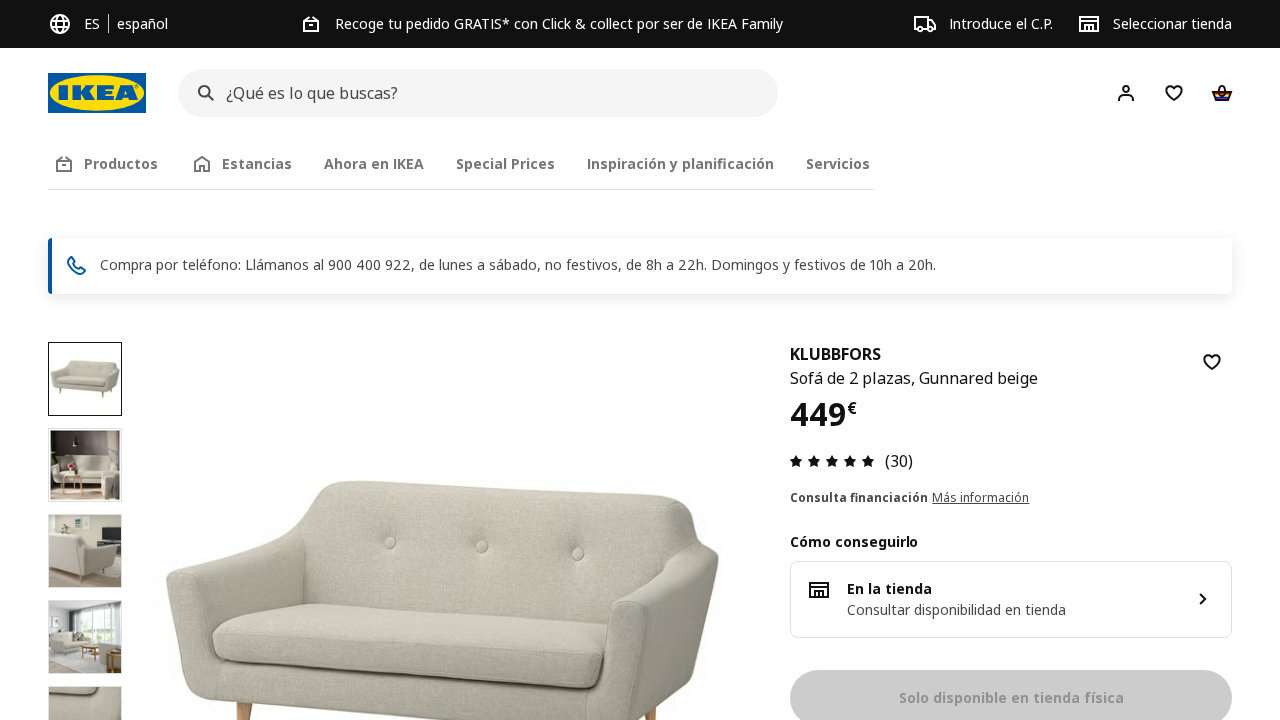 ES español
Recoge tu pedido GRATIS* con Click & collect por ser de IKEA Family
Introduce el C.P.
Seleccionar tienda
IKEA
¿Qué es lo que buscas?
Productos
Estancias
Ahora en IKEA
Special Prices
Inspiración y planificación
Servicios
Compra por teléfono: Llámanos al 900 400 922, de lunes a sábado, no festivos, de 8h a 22h. Domingos y festivos de 10h a 20h.
KLUBBFORS
Sofá de 2 plazas, Gunnared beige
449€
(30)
Consulta financiación Más información
Cómo conseguirlo
En la tienda
Consultar disponibilidad en tienda
Solo disponible en tienda física